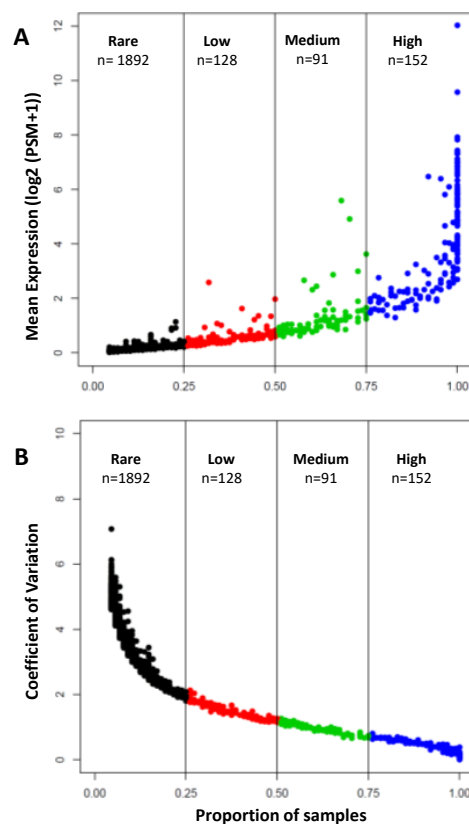 A
Rare
n= 1892
Low
n=128
Medium
n=91
High
n=152
Mean Expression (log2 (PSM+1))
12
10
8
6
4
2
0
0.00 0.25 0.50 0.75 1.00
B
Rare
n=1892
Low
n=128
Medium
n=91
High
n=152
Coefficient of Variation
10
8
6
4
2
0
0.00 0.25 0.50 0.75 1.00
Proportion of samples